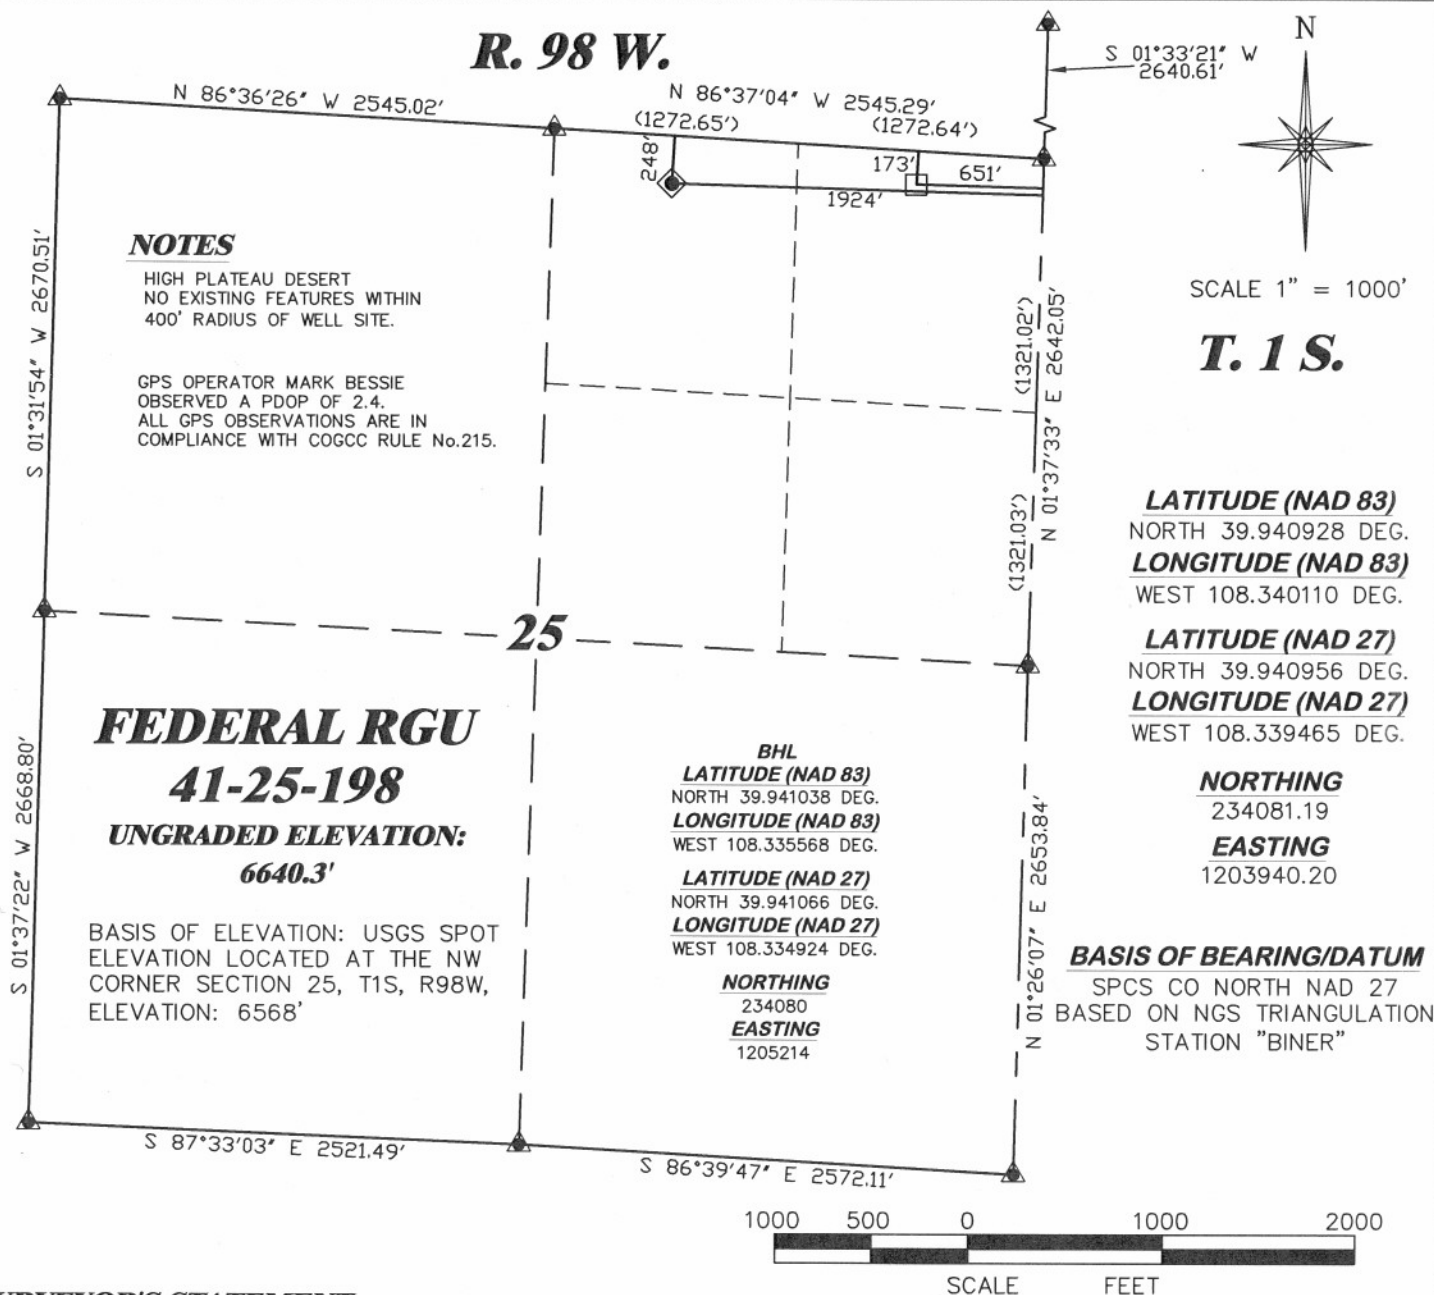 R. 98 W.
N
S 01°33'21" W
2640.61'
N 86°36'26" W 2545.02'
N 86°37'04" W 2545.29'
(1272.65')
(1272.64')
248'
173'
651'
1924'
SCALE 1" = 1000'
T. 1 S.
NOTES
HIGH PLATEAU DESERT
NO EXISTING FEATURES WITHIN
400' RADIUS OF WELL SITE.
GPS OPERATOR MARK BESSIE
OBSERVED A PDOP OF 2.4.
ALL GPS OBSERVATIONS ARE IN
COMPLIANCE WITH COGCC RULE No.215.
S 01°31'54" W 2670.51'
(1321.02')
N 01°37'33" E 2642.05'
(1321.03')
LATITUDE (NAD 83)
NORTH 39.940928 DEG.
LONGITUDE (NAD 83)
WEST 108.340110 DEG.
LATITUDE (NAD 27)
NORTH 39.940956 DEG.
LONGITUDE (NAD 27)
WEST 108.339465 DEG.
NORTHING
234081.19
EASTING
1203940.20
25
FEDERAL RGU
41-25-198
UNGRADED ELEVATION:
6640.3'
BASIS OF ELEVATION: USGS SPOT
ELEVATION LOCATED AT THE NW
CORNER SECTION 25, T1S, R98W,
ELEVATION: 6568'
S 01°37'22" W 2668.80'
BHL
LATITUDE (NAD 83)
NORTH 39.941038 DEG.
LONGITUDE (NAD 83)
WEST 108.335568 DEG.
LATITUDE (NAD 27)
NORTH 39.941066 DEG.
LONGITUDE (NAD 27)
WEST 108.334924 DEG.
NORTHING
234080
EASTING
1205214
N 01°26'07" E 2653.84'
BASIS OF BEARING/DATUM
SPCS CO NORTH NAD 27
BASED ON NGS TRIANGULATION
STATION "BINER"
S 87°33'03" E 2521.49'
S 86°39'47" E 2572.11'
1000 500 0 1000 2000
SCALE FEET